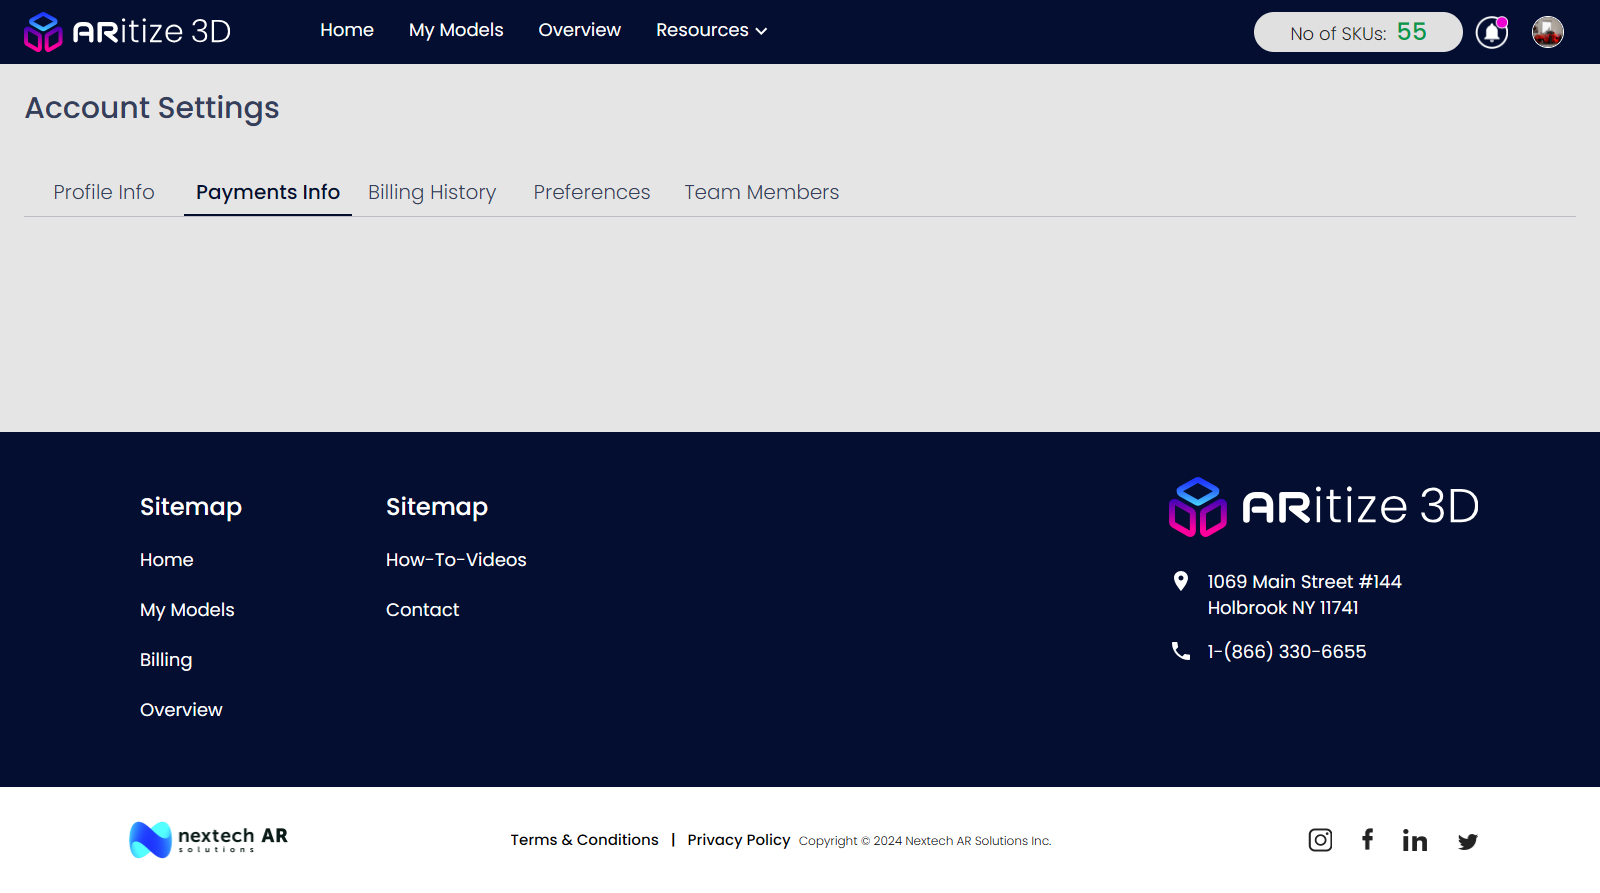 ARitize 3D
Home
My Models
Overview
Resources
No of SKUs: 55
Account Settings
Profile Info
Payments Info
Billing History
Preferences
Team Members
Sitemap
Home
My Models
Billing
Overview
Sitemap
How-To-Videos
Contact
ARitize 3D
1069 Main Street #144
Holbrook NY 11741
1-(866) 330-6655
nextech AR
solutions
Terms & Conditions | Privacy Policy Copyright © 2024 Nextech AR Solutions Inc.